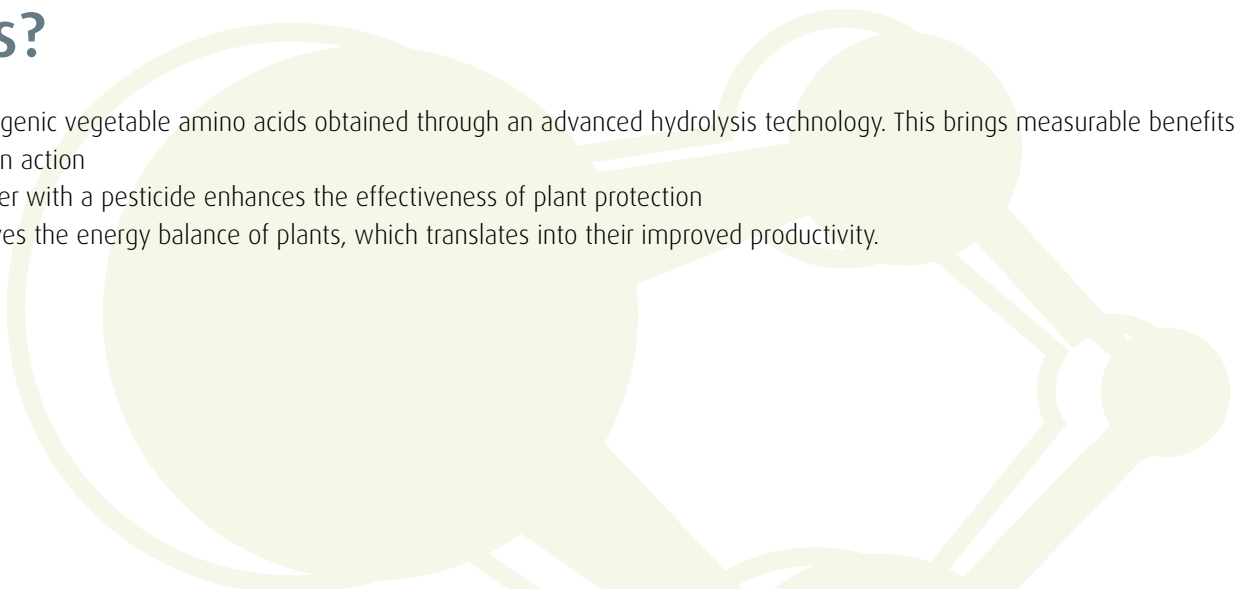 s?
genic vegetable amino acids obtained through an advanced hydrolysis technology. This brings measurable benefits
n action
er with a pesticide enhances the effectiveness of plant protection
ves the energy balance of plants, which translates into their improved productivity.